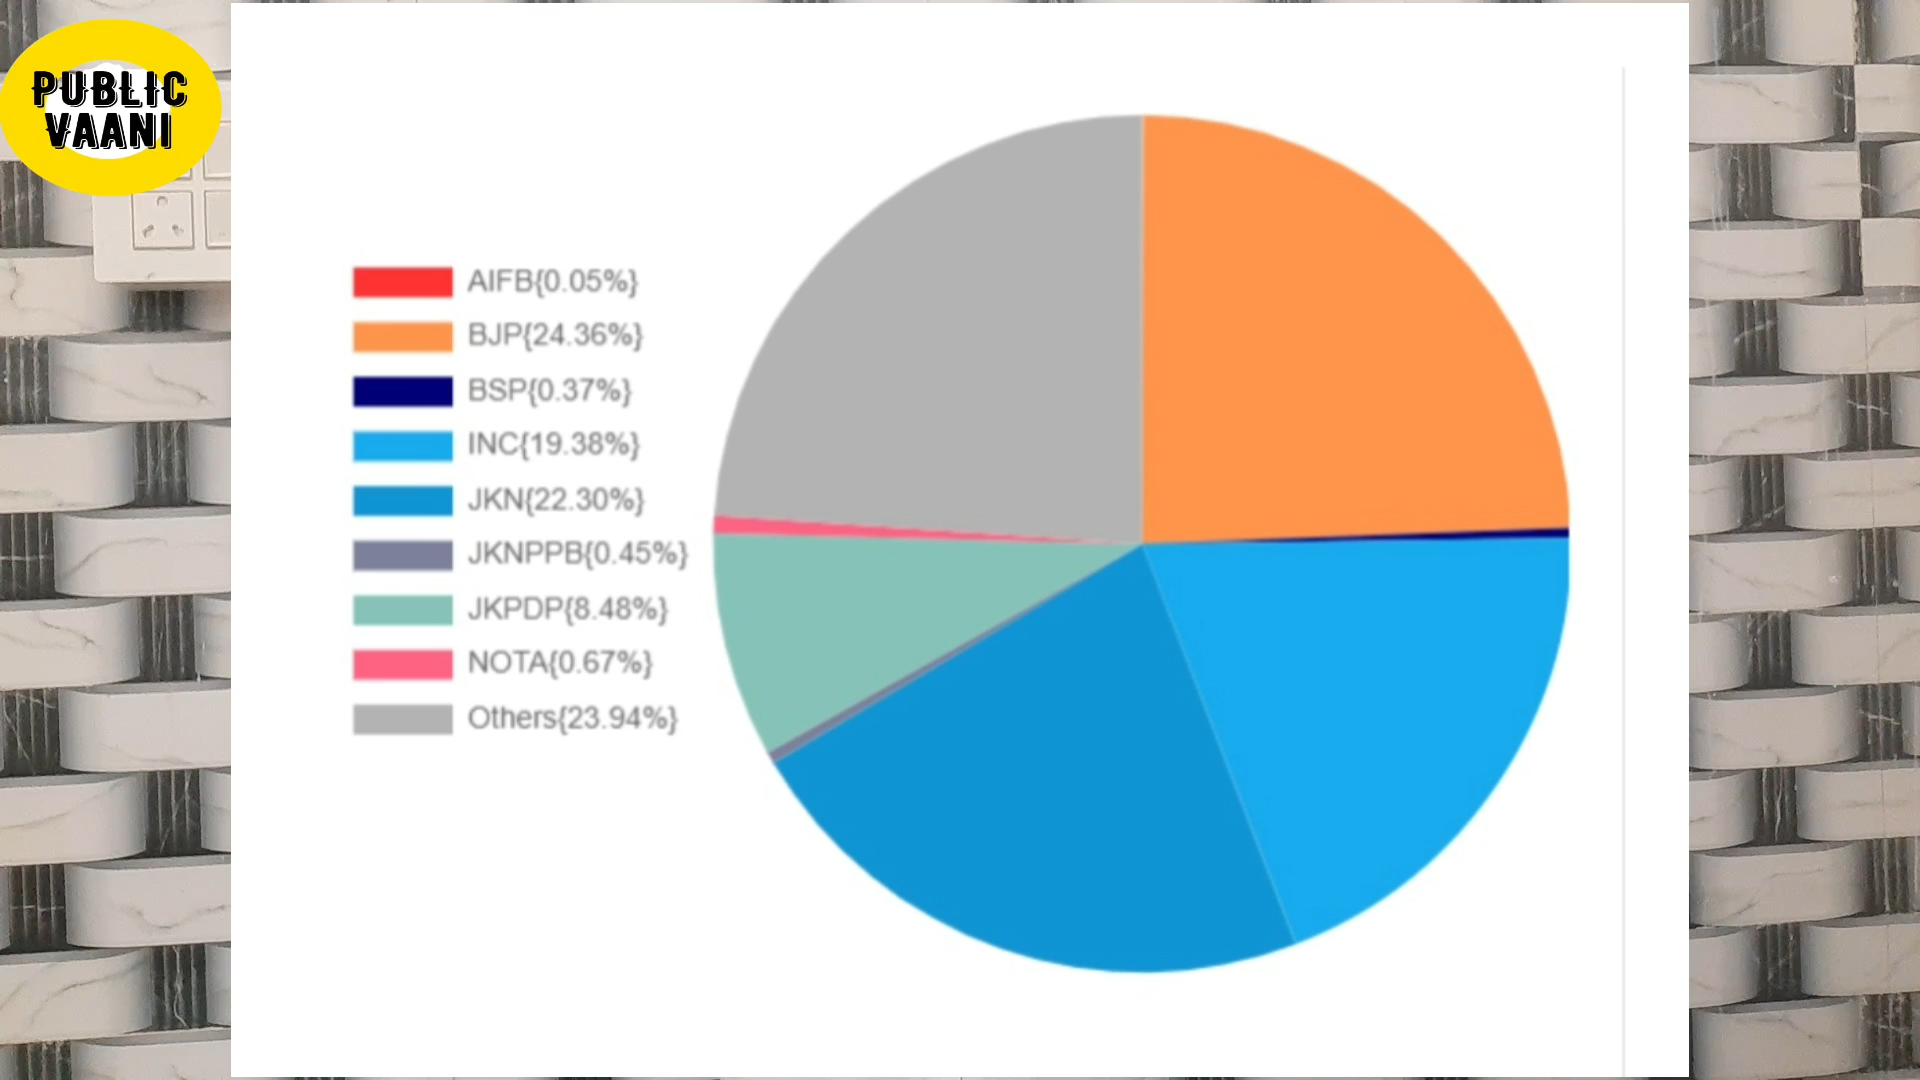 PUBLIC
VAANI
AIFB{0.05%}
BJP{24.36%}
BSP{0.37%}
INC{19.38%}
JKN{22.30%}
JKNPPB{0.45%}
JKPDP{8.48%}
NOTA{0.67%}
Others{23.94%}